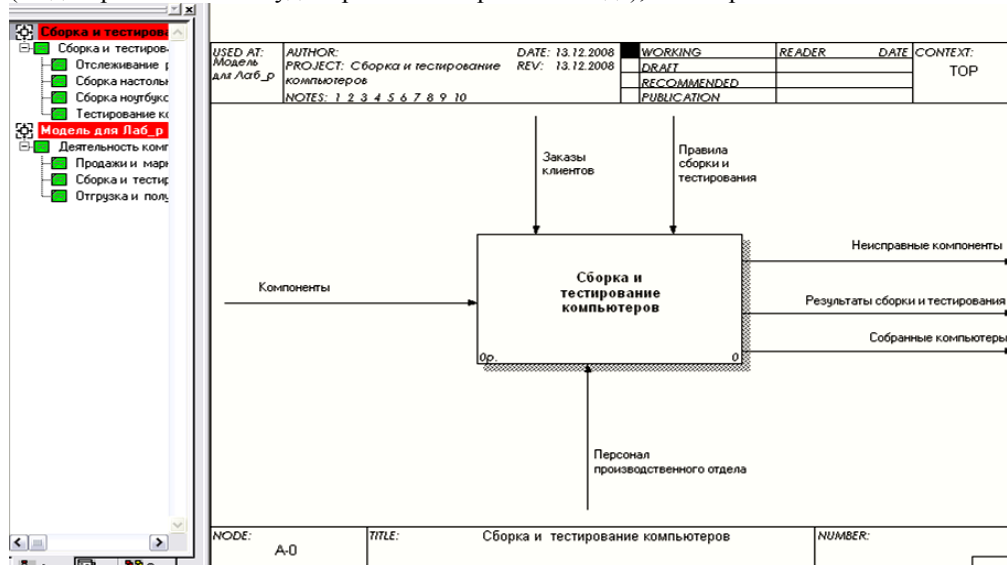 Сборка и тестирова
Сборка и тестиров
Отслеживание р
Сборка настоль
Сборка ноутбукс
Тестирование кс
Модель для Лаб_р
Деятельность комп
Продажи и марк
Сборка и тестир
Отгрузка и полу
USED AT:
Модель
для Лаб_р
AUTHOR:
PROJECT: Сборка и тестирование
компьютеров
NOTES: 1 2 3 4 5 6 7 8 9 10
DATE: 13.12.2008
REV: 13.12.2008
WORKING
DRAFT
RECOMMENDED
PUBLICATION
READER
DATE
CONTEXT:
TOP
Заказы
клиентов
Правила
сборки и
тестирования
Компоненты
Сборка и
тестирование
компьютеров
0р.
0
Неисправные компоненты
Результаты сборки и тестирования
Собранные компьютеры
Персонал
производственного отдела
NODE:
A-0
TITLE:
Сборка и тестирование компьютеров
NUMBER: